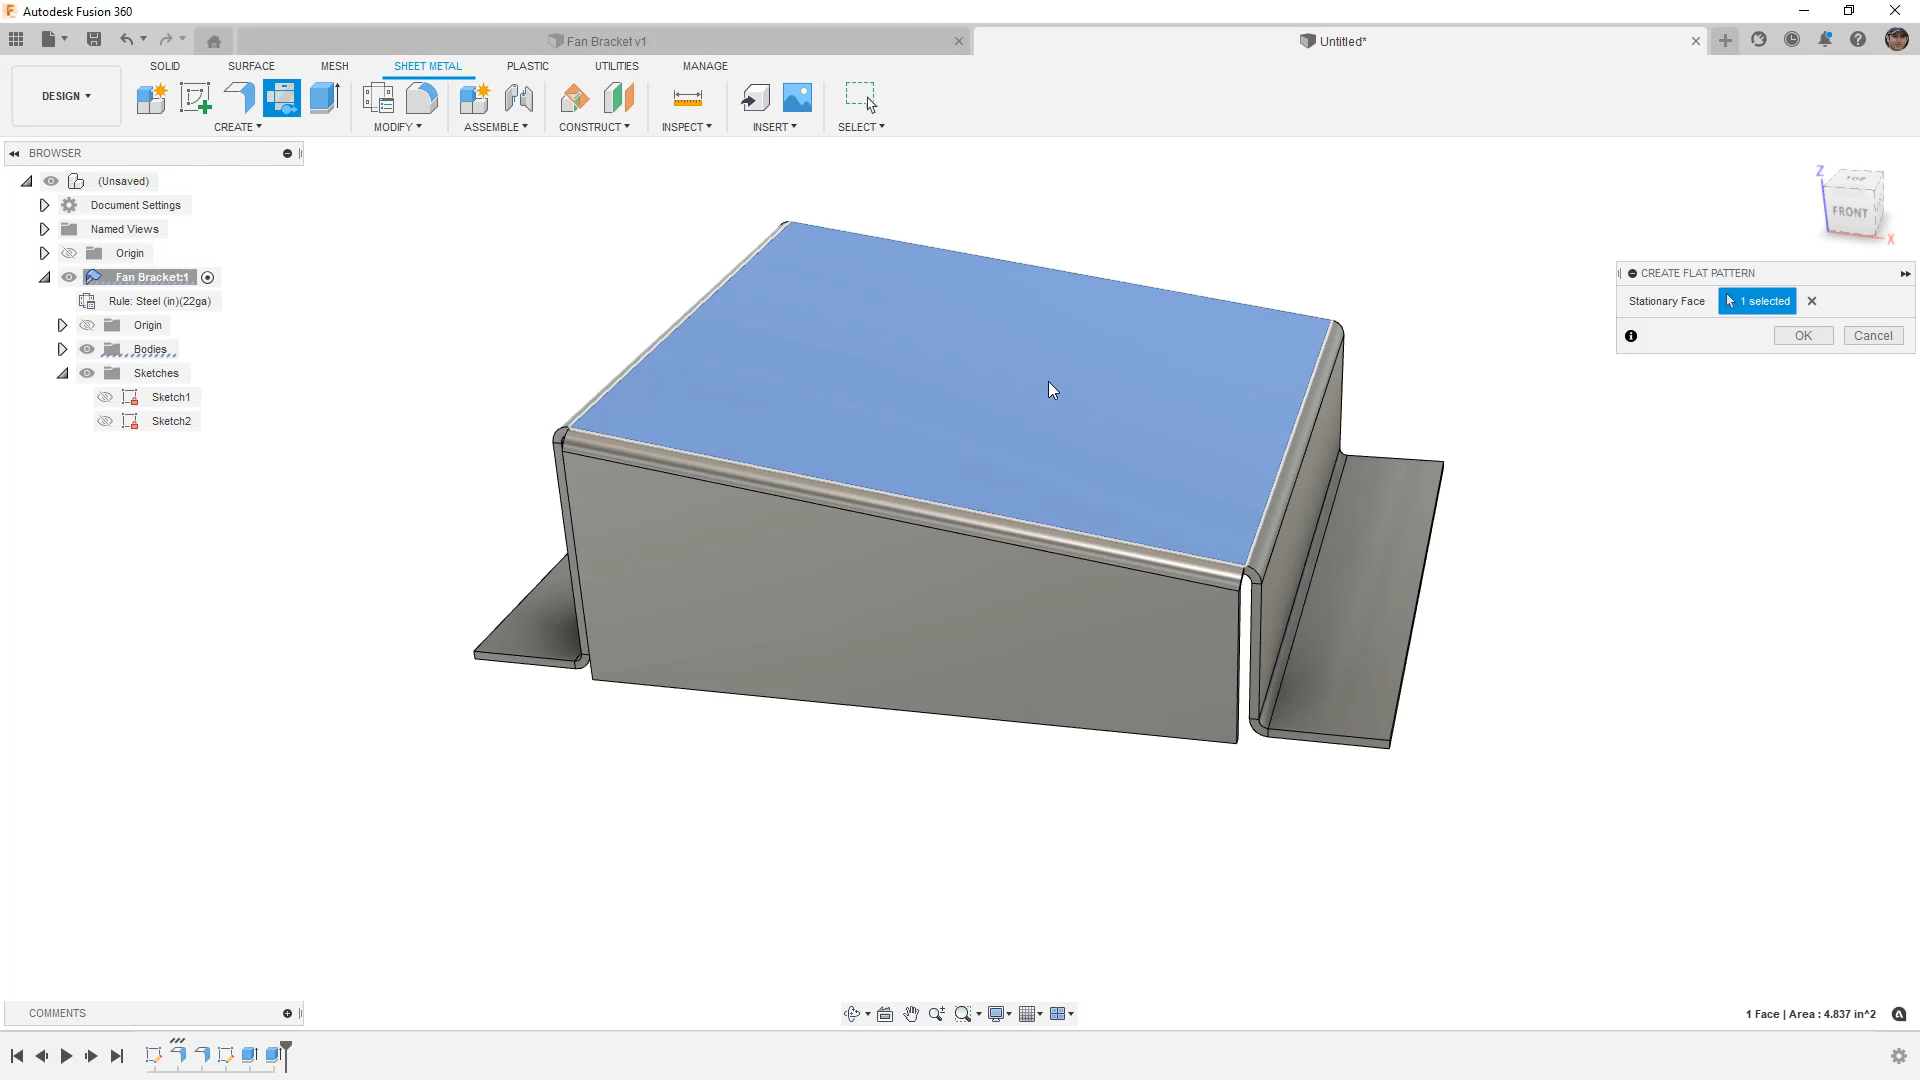 Autodesk Fusion 360
Fan Bracket v1
Untitled*
SOLID SURFACE MESH SHEET METAL PLASTIC UTILITIES MANAGE
DESIGN
CREATE MODIFY ASSEMBLE CONSTRUCT INSPECT INSERT SELECT
BROWSER
(Unsaved)
Document Settings
Named Views
Origin
Fan Bracket:1
Rule: Steel (in)(22ga)
Origin
Bodies
Sketches
Sketch1
Sketch2
Z
TOP
FRONT
X
CREATE FLAT PATTERN
Stationary Face 1 selected
OK Cancel
COMMENTS
1 Face | Area : 4.837 in^2